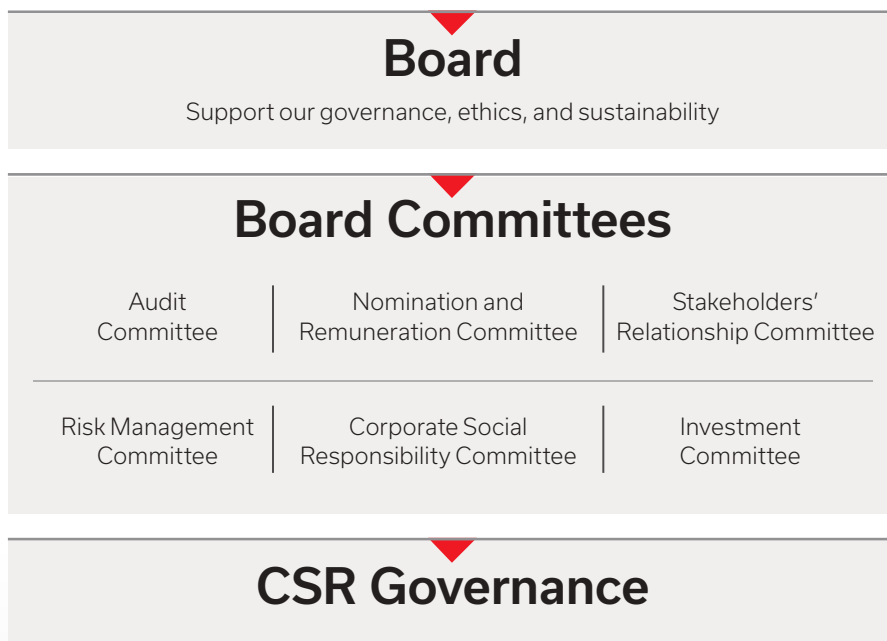 Board
Support our governance, ethics, and sustainability
Board Committees
Audit
Committee
Nomination and
Remuneration Committee
Stakeholders’
Relationship Committee
Risk Management
Committee
Corporate Social
Responsibility Committee
Investment
Committee
CSR Governance